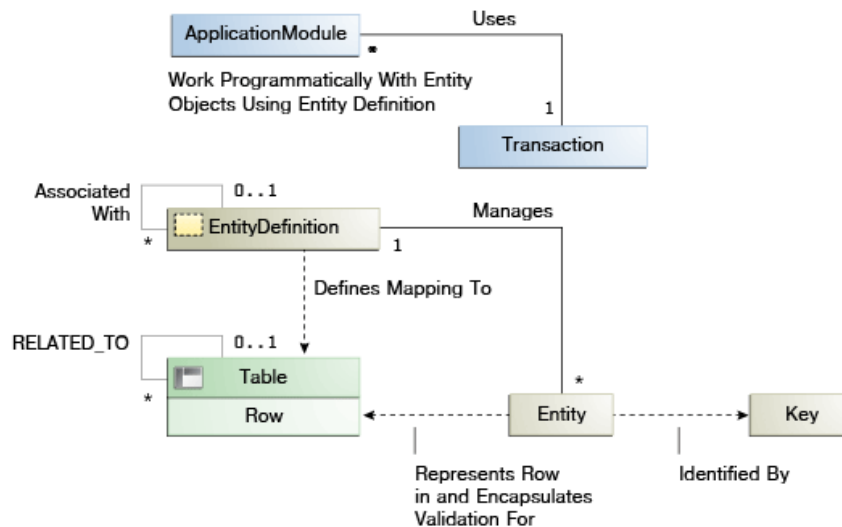 Uses
ApplicationModule
*
Work Programmatically With Entity
Objects Using Entity Definition
1
Transaction
Associated
With
0..1
*
EntityDefinition
1
Manages
Defines Mapping To
RELATED_TO
0..1
*
Table
Row
*
Entity
Key
Represents Row
in and Encapsulates
Validation For
Identified By